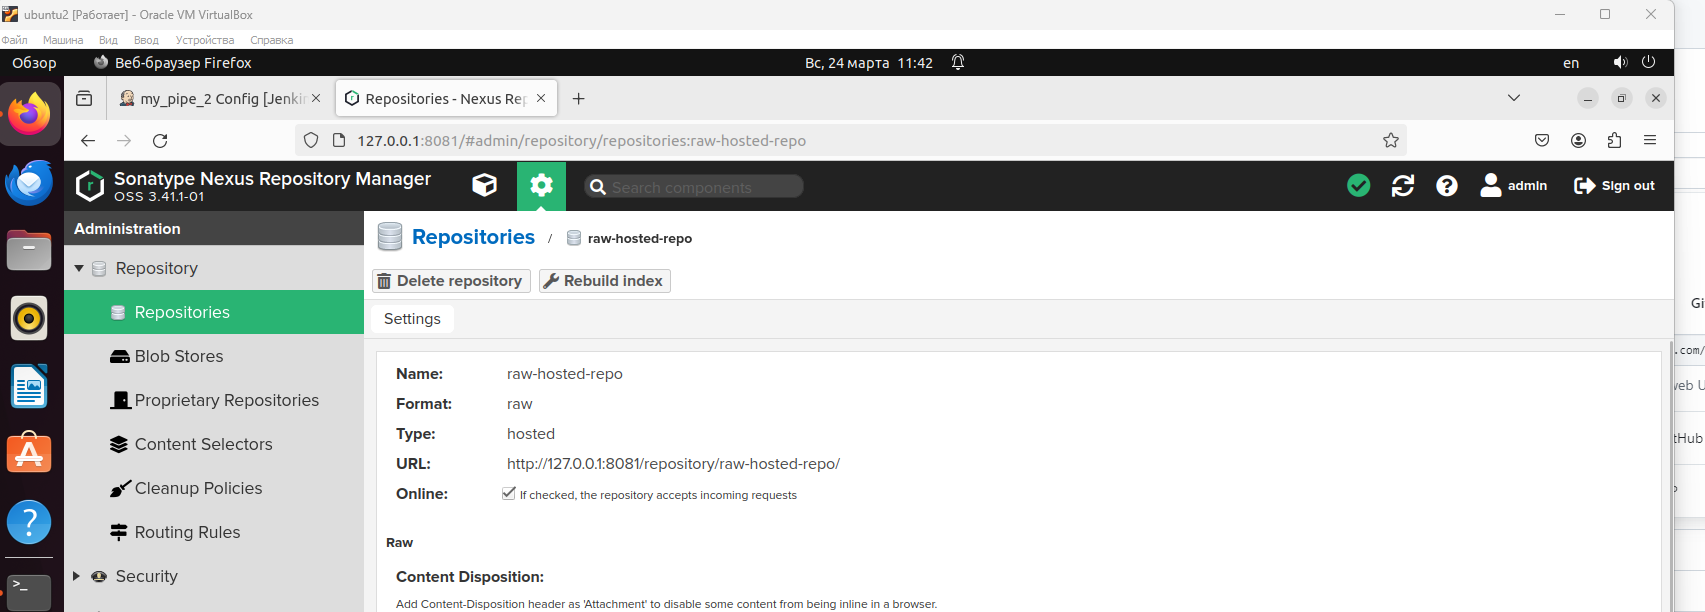 ubuntu2 [Работает] - Oracle VM VirtualBox
Файл Машина Вид Ввод Устройства Справка
Обзор Веб-браузер Firefox Вс, 24 марта 11:42 en
my_pipe_2 Config [Jenki Repositories - Nexus Rep
127.0.0.1:8081/#admin/repository/repositories:raw-hosted-repo
Sonatype Nexus Repository Manager
OSS 3.41.1-01
Search components
admin Sign out
Administration
Repositories / raw-hosted-repo
Repository
Delete repository Rebuild index
Repositories
Settings
Blob Stores
Proprietary Repositories
Content Selectors
Cleanup Policies
Routing Rules
Security
Name: raw-hosted-repo
Format: raw
Type: hosted
URL: http://127.0.0.1:8081/repository/raw-hosted-repo/
Online: If checked, the repository accepts incoming requests
Raw
Content Disposition:
Add Content-Disposition header as 'Attachment' to disable some content from being inline in a browser.
Gi
.com/
web U
tHub